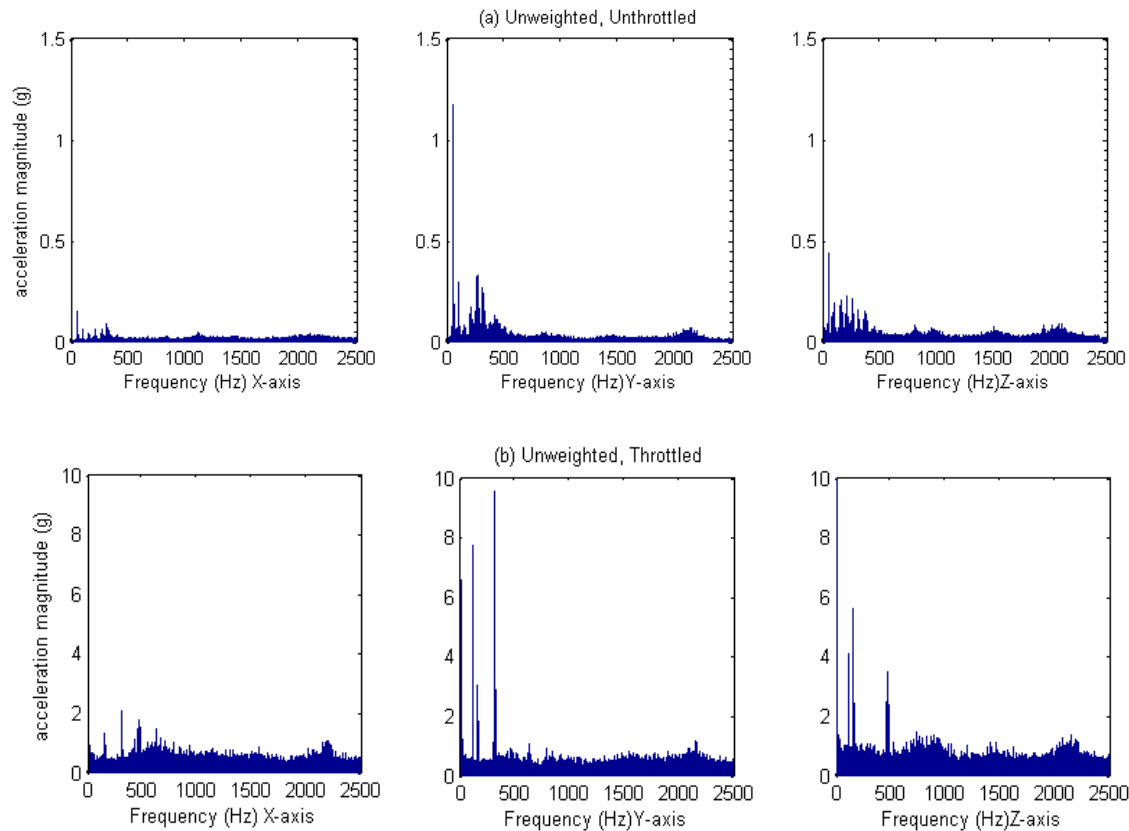 (a) Unweighted, Unthrottled
acceleration magnitude (g)
1.5
1
0.5
0
0 500 1000 1500 2000 2500
Frequency (Hz) X-axis
1.5
1
0.5
0
0 500 1000 1500 2000 2500
Frequency (Hz)Y-axis
1.5
1
0.5
0
0 500 1000 1500 2000 2500
Frequency (Hz)Z-axis
(b) Unweighted, Throttled
acceleration magnitude (g)
10
8
6
4
2
0
0 500 1000 1500 2000 2500
Frequency (Hz) X-axis
10
8
6
4
2
0
0 500 1000 1500 2000 2500
Frequency (Hz)Y-axis
10
8
6
4
2
0
0 500 1000 1500 2000 2500
Frequency (Hz)Z-axis